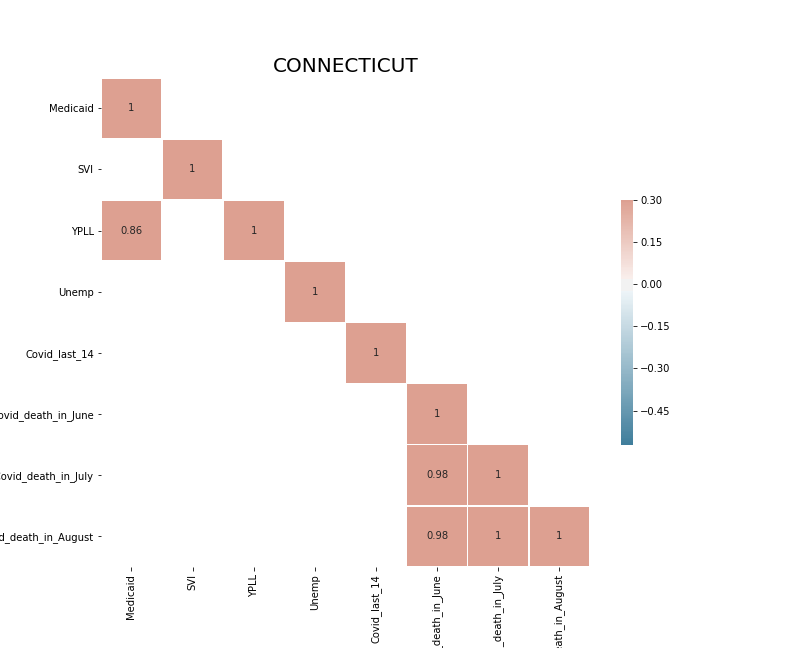 CONNECTICUT
Medicaid
1
SVI
1
YPLL
0.86 1
Unemp
1
Covid_last_14
1
ovid_death_in_June
1
Covid_death_in_July
0.98 1
d_death_in_August
0.98 1 1
Medicaid
SVI
YPLL
Unemp
Covid_last_14
_death_in_June
_death_in_July
eath_in_August
0.30
0.15
0.00
−0.15
−0.30
−0.45